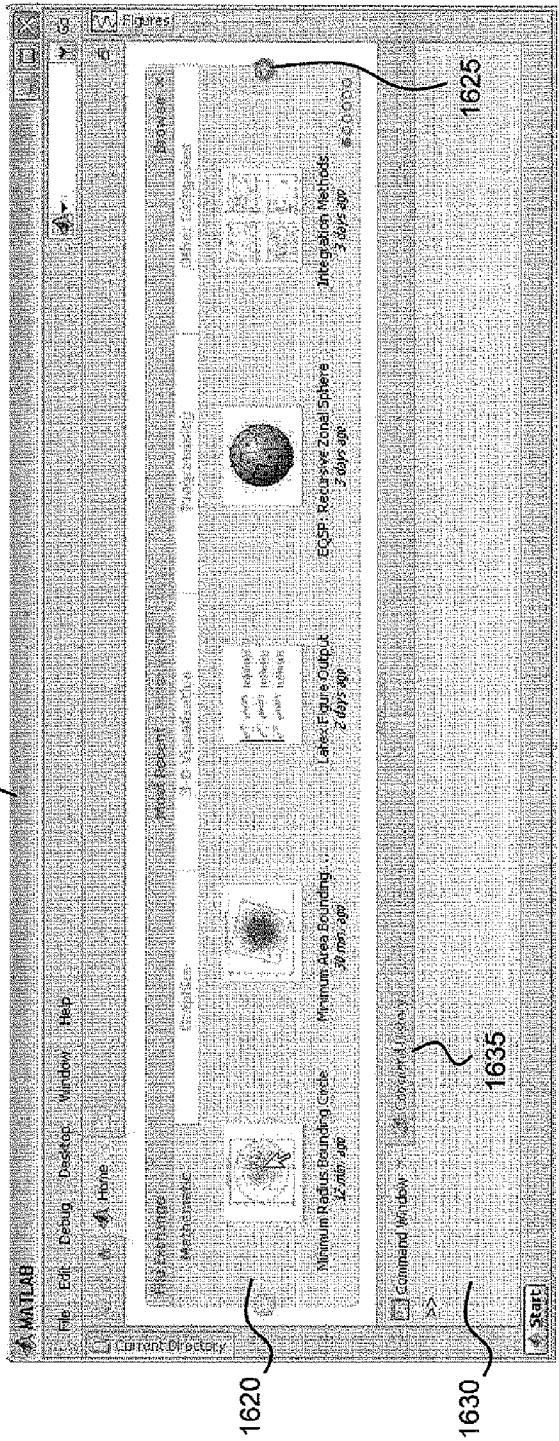 MATLAB
File Edit Debug Desktop Window Help
Go
Home
Current Directory
Figures
File Exchange
Most Recent
Browse
Mathematic
Graphics
3-D Visualization
Other Categories
Minimum Radius Bounding Circle
12 min. ago
Minimum Area Bounding ...
30 min. ago
Latex Figure Output
2 days ago
EQSP: Recursive Zonal Sphere
3 days ago
Integration Methods
3 days ago
Command Window
Command History
>>
Start
1620
1625
1630
1635